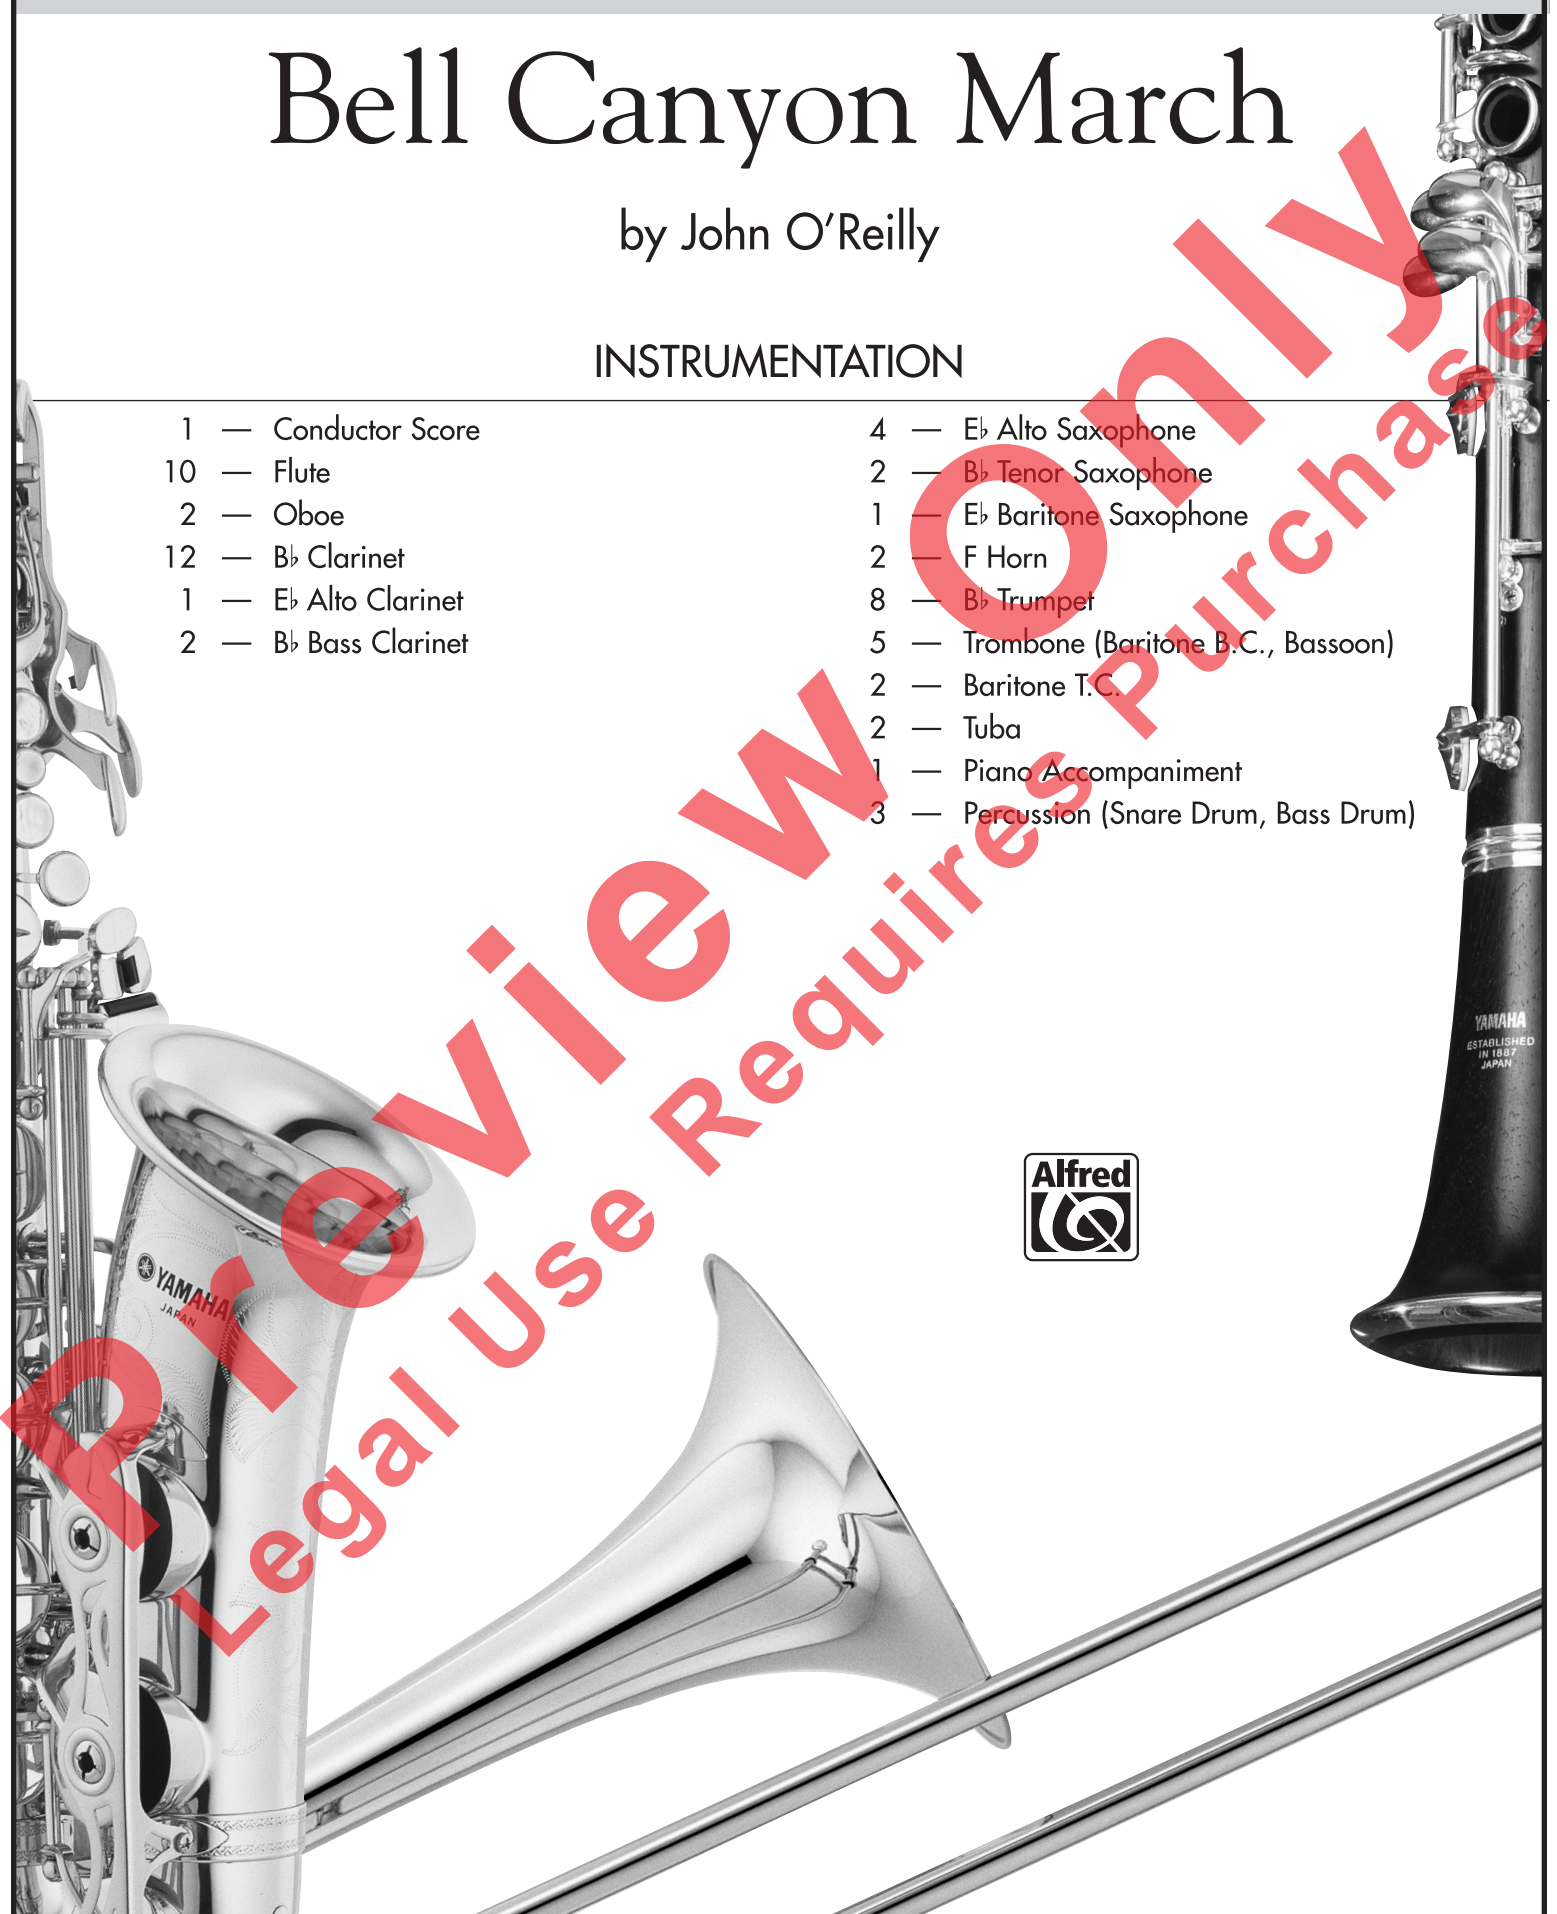 Bell Canyon March
by John O’Reilly
INSTRUMENTATION
1 — Conductor Score
10 — Flute
2 — Oboe
12 — B♭ Clarinet
1 — E♭ Alto Clarinet
2 — B♭ Bass Clarinet
4 — E♭ Alto Saxophone
2 — B♭ Tenor Saxophone
1 — E♭ Baritone Saxophone
2 — F Horn
8 — B♭ Trumpet
5 — Trombone (Baritone B.C., Bassoon)
2 — Baritone T.C.
2 — Tuba
1 — Piano Accompaniment
3 — Percussion (Snare Drum, Bass Drum)
Preview Only
Legal Use Requires Purchase
YAMAHA
ESTABLISHED
IN 1887
JAPAN
Alfred
YAMAHA
JAPAN